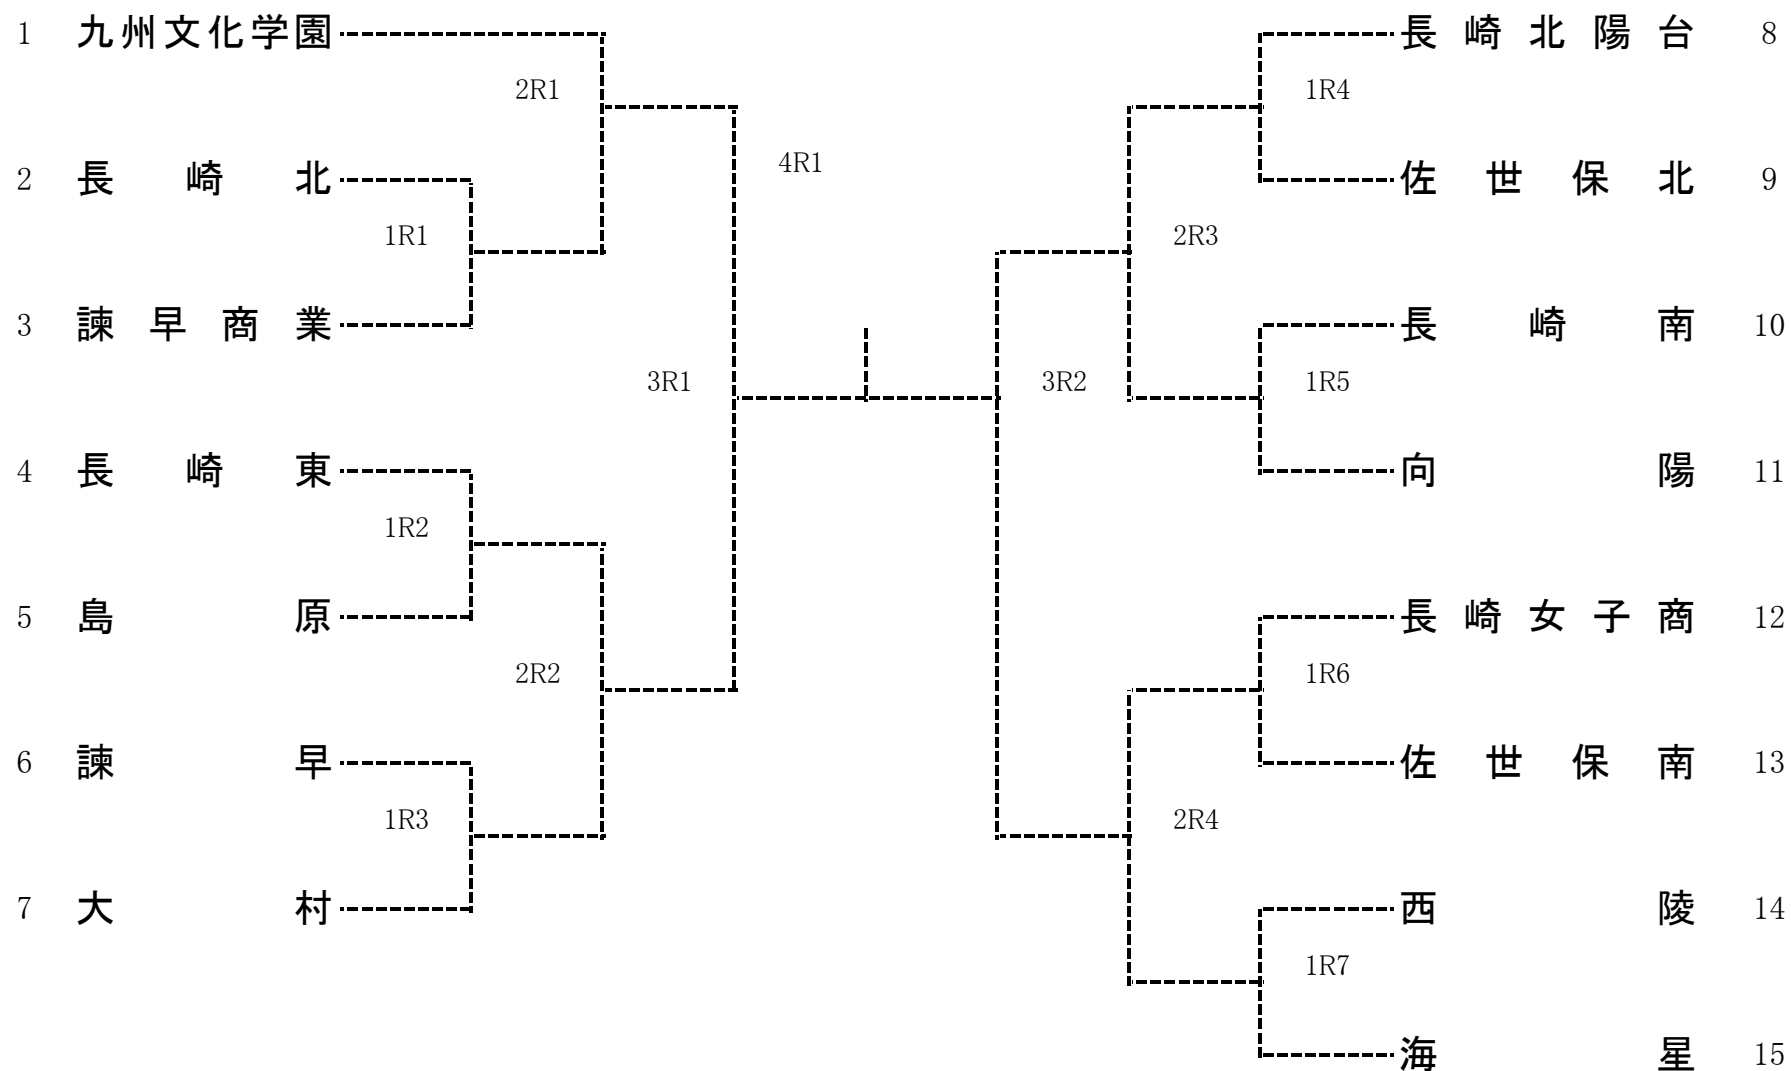 1 九州文化学園 長崎北陽台 8
2R1 1R4
4R1
2 長崎北 佐世保北 9
1R1 2R3
3 諫早商業 長崎南 10
3R1 3R2 1R5
4 長崎東 向陽 11
1R2
5 島原 長崎女子商 12
2R2 1R6
6 諫早 佐世保南 13
1R3 2R4
7 大村 西陵 14
1R7
海星 15